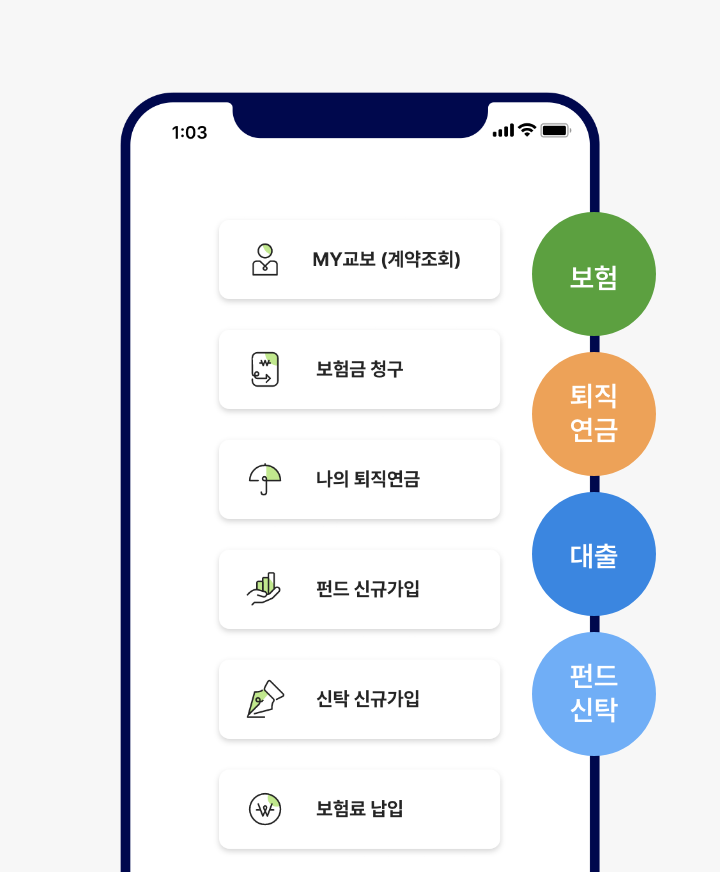 1:03
MY교보 (계약조회)
보험금 청구
나의 퇴직연금
펀드 신규가입
신탁 신규가입
보험료 납입
보험
퇴직
연금
대출
펀드
신탁